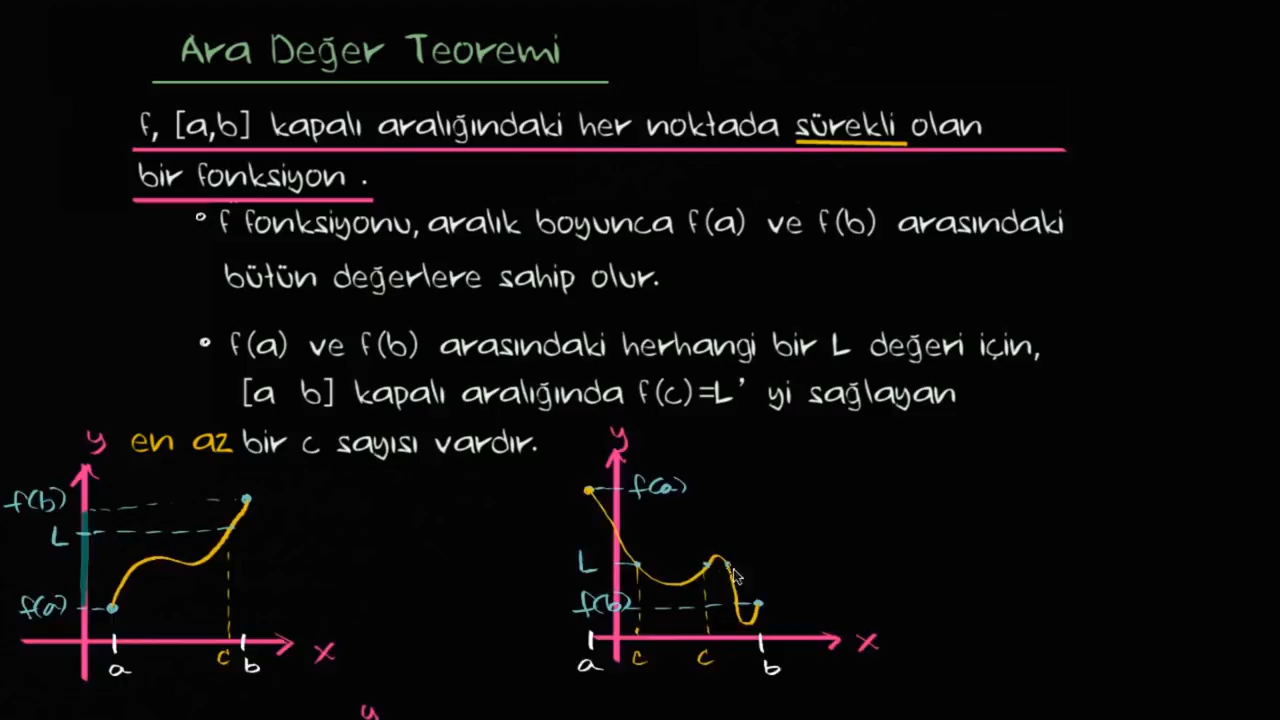 Ara Değer Teoremi
f, [a,b] kapalı aralığındaki her noktada sürekli olan
bir fonksiyon .
• f fonksiyonu, aralık boyunca f(a) ve f(b) arasındaki
bütün değerlere sahip olur.
• f(a) ve f(b) arasındaki herhangi bir L değeri için,
[a b] kapalı aralığında f(c)=L' yi sağlayan
en az bir c sayısı vardır.
y
f(b)
L
f(a)
a c b x
y
f(a)
L
f(b)
a c c b x
y